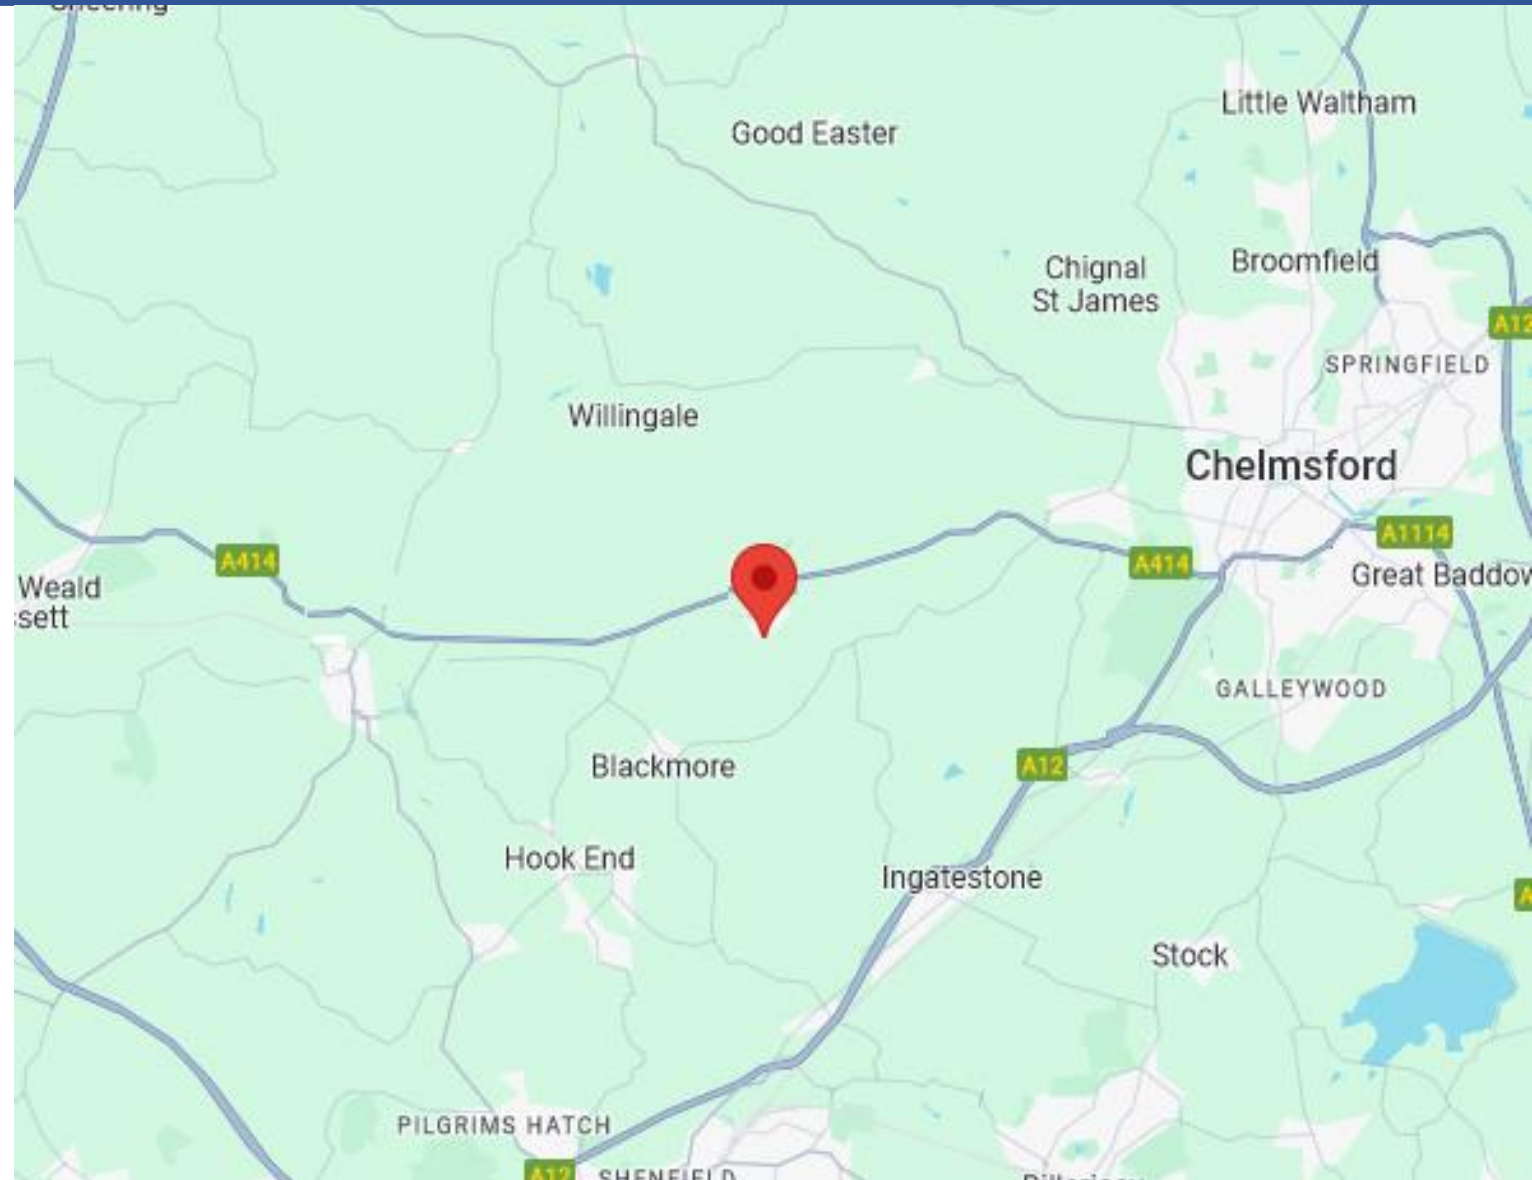 Good Easter
Little Waltham
Chignal
St James
Broomfield
A12
SPRINGFIELD
Willingale
Chelmsford
A414
A414
A1114
Weald
Great Baddow
GALLEYWOOD
Blackmore
A12
Hook End
Ingatestone
Stock
PILGRIMS HATCH
A12
SHENFIELD